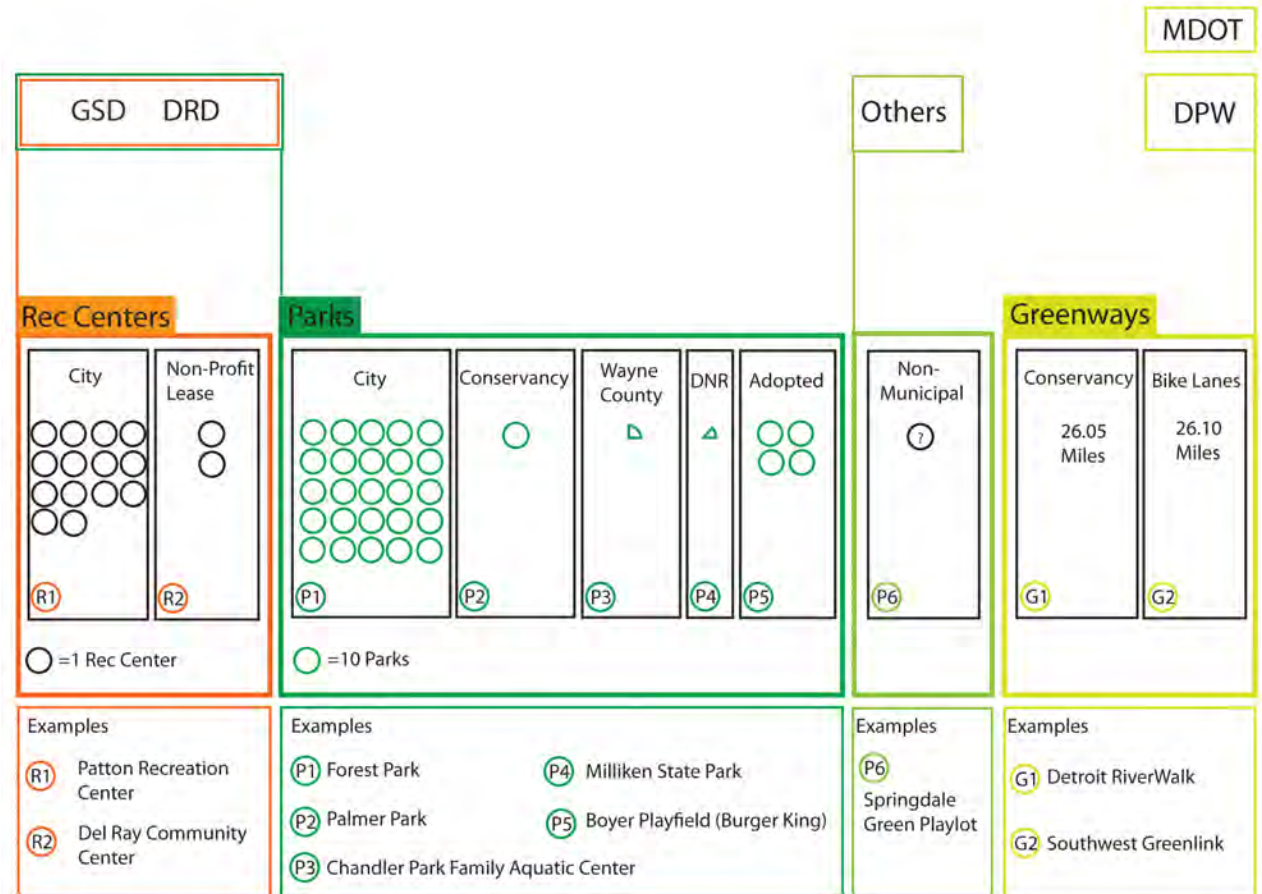 MDOT
GSD DRD
Others
DPW
Rec Centers
Parks
Greenways
City
Non-Profit
Lease
City
Conservancy
Wayne
County
DNR
Adopted
Non-
Municipal
Conservancy
Bike Lanes
?
26.05
Miles
26.10
Miles
R1
R2
P1
P2
P3
P4
P5
P6
G1
G2
=1 Rec Center
=10 Parks
Examples
R1 Patton Recreation
Center
R2 Del Ray Community
Center
Examples
P1 Forest Park
P2 Palmer Park
P3 Chandler Park Family Aquatic Center
P4 Milliken State Park
P5 Boyer Playfield (Burger King)
Examples
P6
Springdale
Green Playlot
Examples
G1 Detroit RiverWalk
G2 Southwest Greenlink